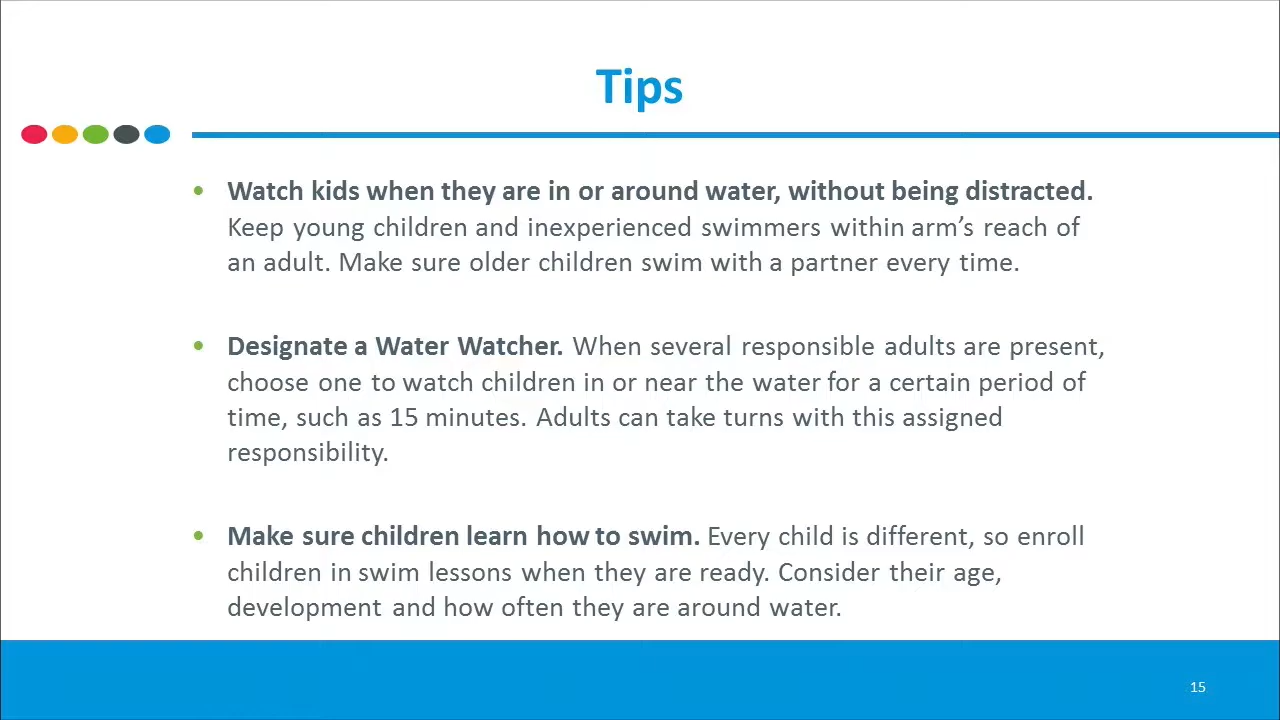 Tips
• Watch kids when they are in or around water, without being distracted.
Keep young children and inexperienced swimmers within arm’s reach of
an adult. Make sure older children swim with a partner every time.
• Designate a Water Watcher. When several responsible adults are present,
choose one to watch children in or near the water for a certain period of
time, such as 15 minutes. Adults can take turns with this assigned
responsibility.
• Make sure children learn how to swim. Every child is different, so enroll
children in swim lessons when they are ready. Consider their age,
development and how often they are around water.
15